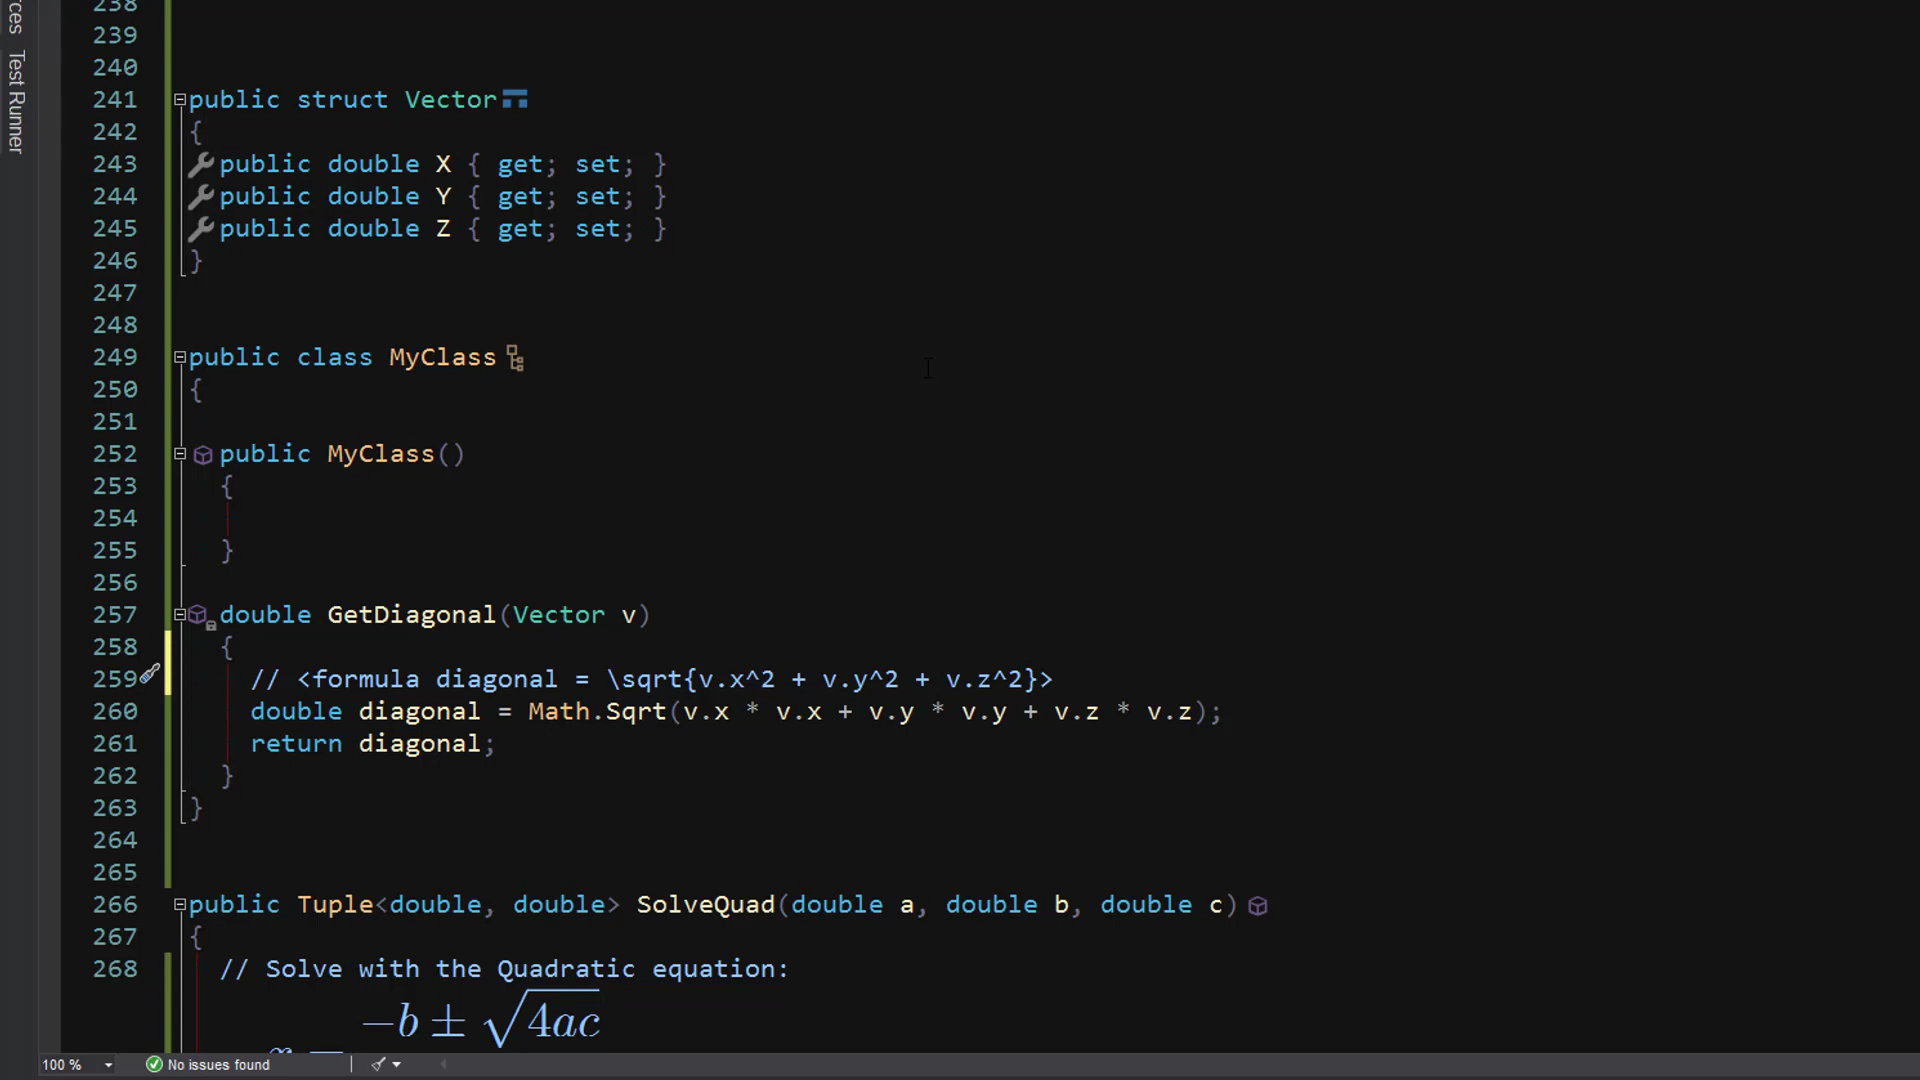 rces
Test Runner
238
239
240
241 public struct Vector
242 {
243 public double X { get; set; }
244 public double Y { get; set; }
245 public double Z { get; set; }
246 }
247
248
249 public class MyClass
250 {
251
252 public MyClass()
253 {
254
255 }
256
257 double GetDiagonal(Vector v)
258 {
259 // <formula diagonal = \sqrt{v.x^2 + v.y^2 + v.z^2}>
260 double diagonal = Math.Sqrt(v.x * v.x + v.y * v.y + v.z * v.z);
261 return diagonal;
262 }
263 }
264
265
266 public Tuple<double, double> SolveQuad(double a, double b, double c)
267 {
268 // Solve with the Quadratic equation:
−b ± √4ac
100 % No issues found